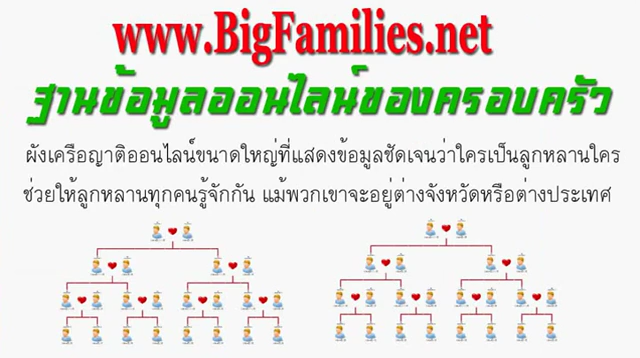 www.BigFamilies.net
ฐานข้อมูลออนไลน์ของครอบครัว
ผังเครือญาติออนไลน์ขนาดใหญ่ที่แสดงข้อมูลชัดเจนว่าใครเป็นลูกหลานใคร
ช่วยให้ลูกหลานทุกคนรู้จักกัน แม้พวกเขาจะอยู่ต่างจังหวัดหรือต่างประเทศ